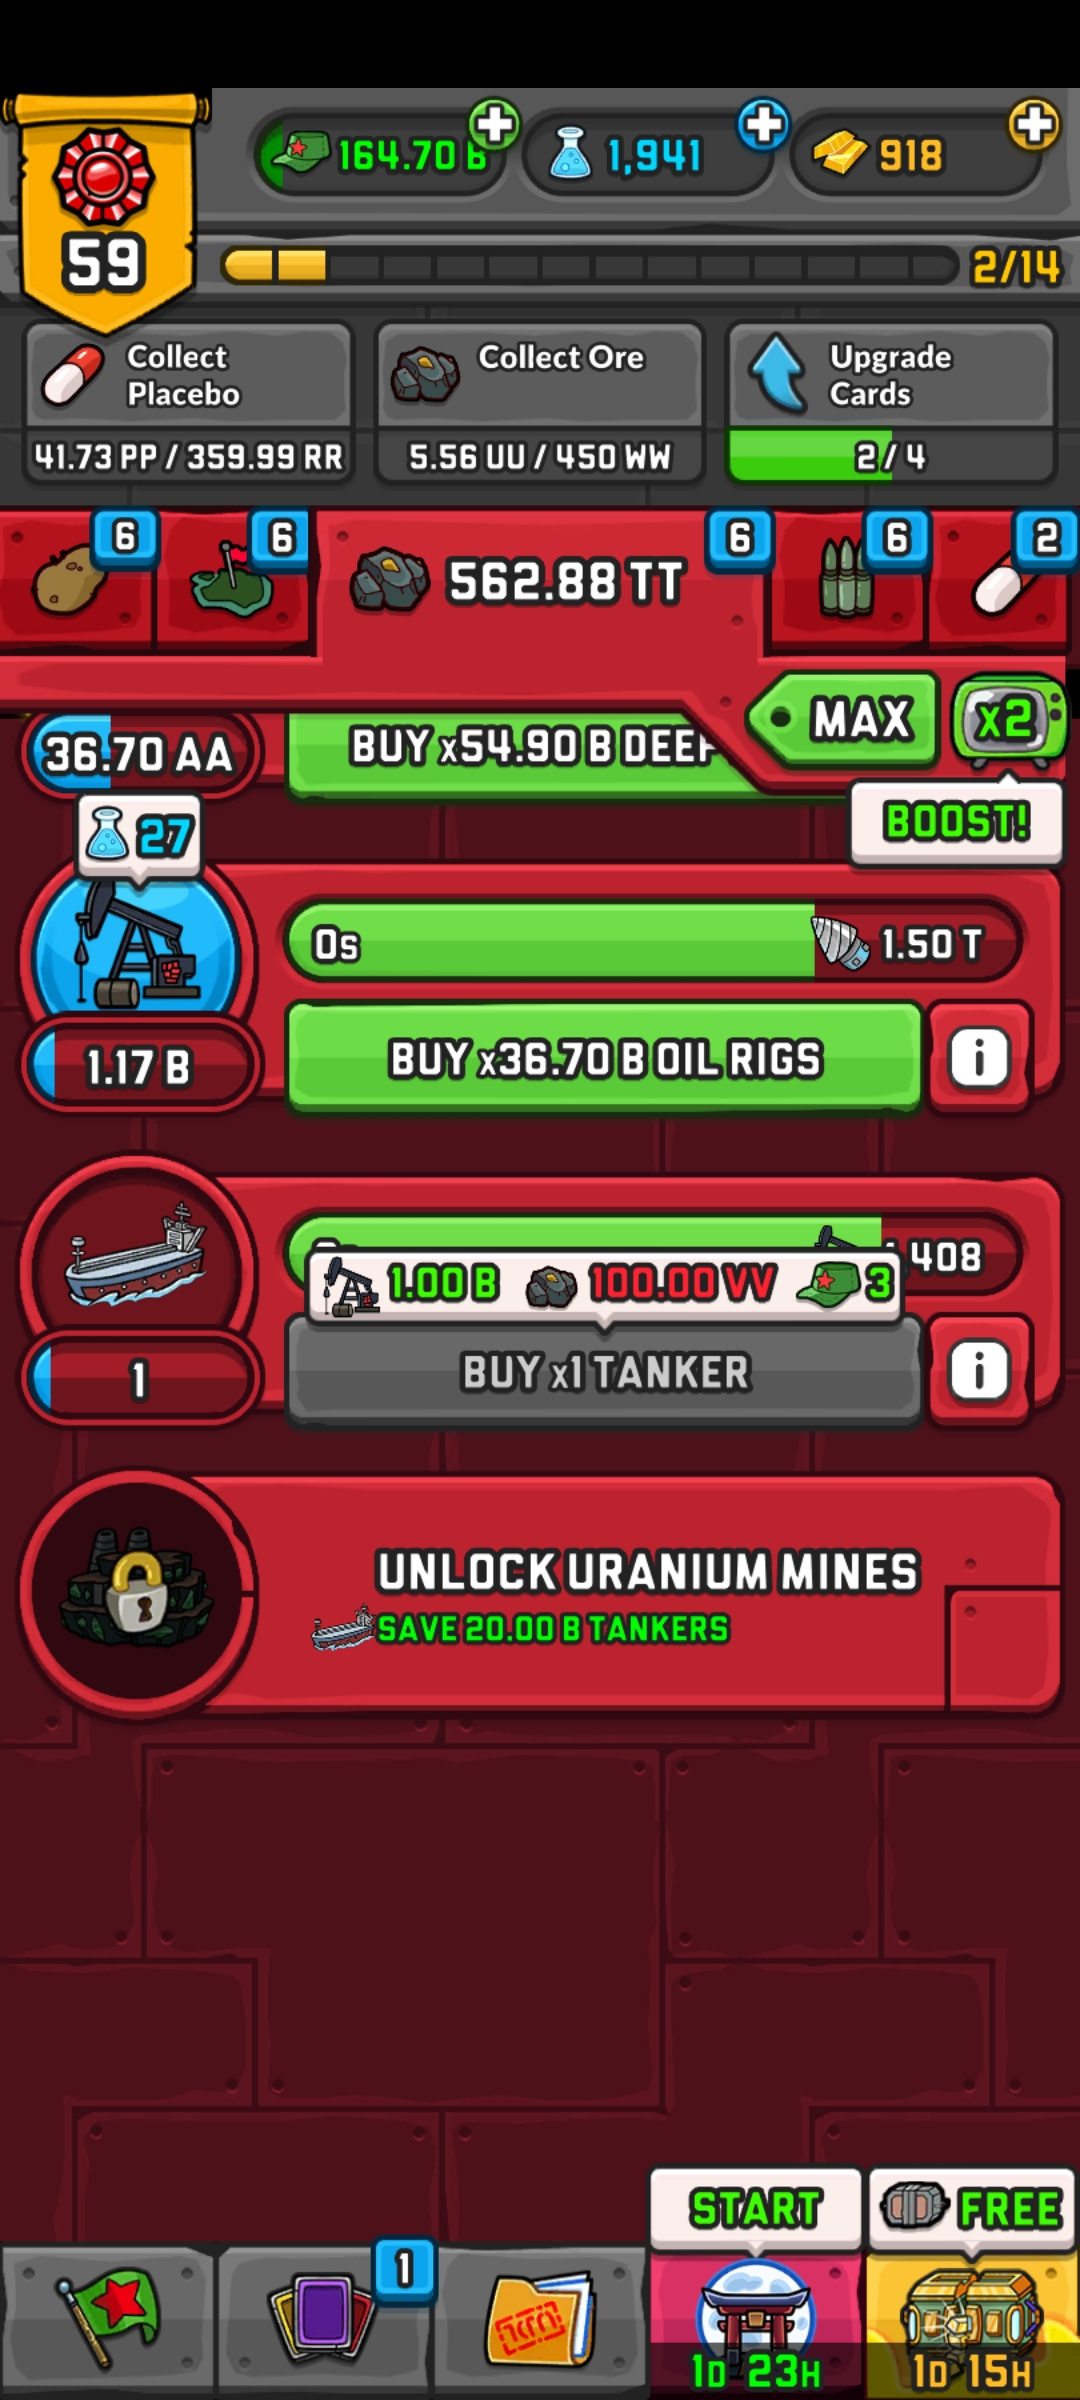 164.70 B
1,941
918
59
2/14
Collect Placebo
41.73 PP / 359.99 RR
Collect Ore
5.56 UU / 450 WW
Upgrade Cards
2 / 4
6
6
562.88 TT
6
6
2
MAX
x2
BOOST!
36.70 AA
BUY x54.90 B DEEP
27
0s
1.50 T
1.17 B
BUY x36.70 B OIL RIGS
i
408
1.00 B
100.00 VV
3
1
BUY x1 TANKER
i
UNLOCK URANIUM MINES
SAVE 20.00 B TANKERS
START
FREE
1
1D 23H
1D 15H